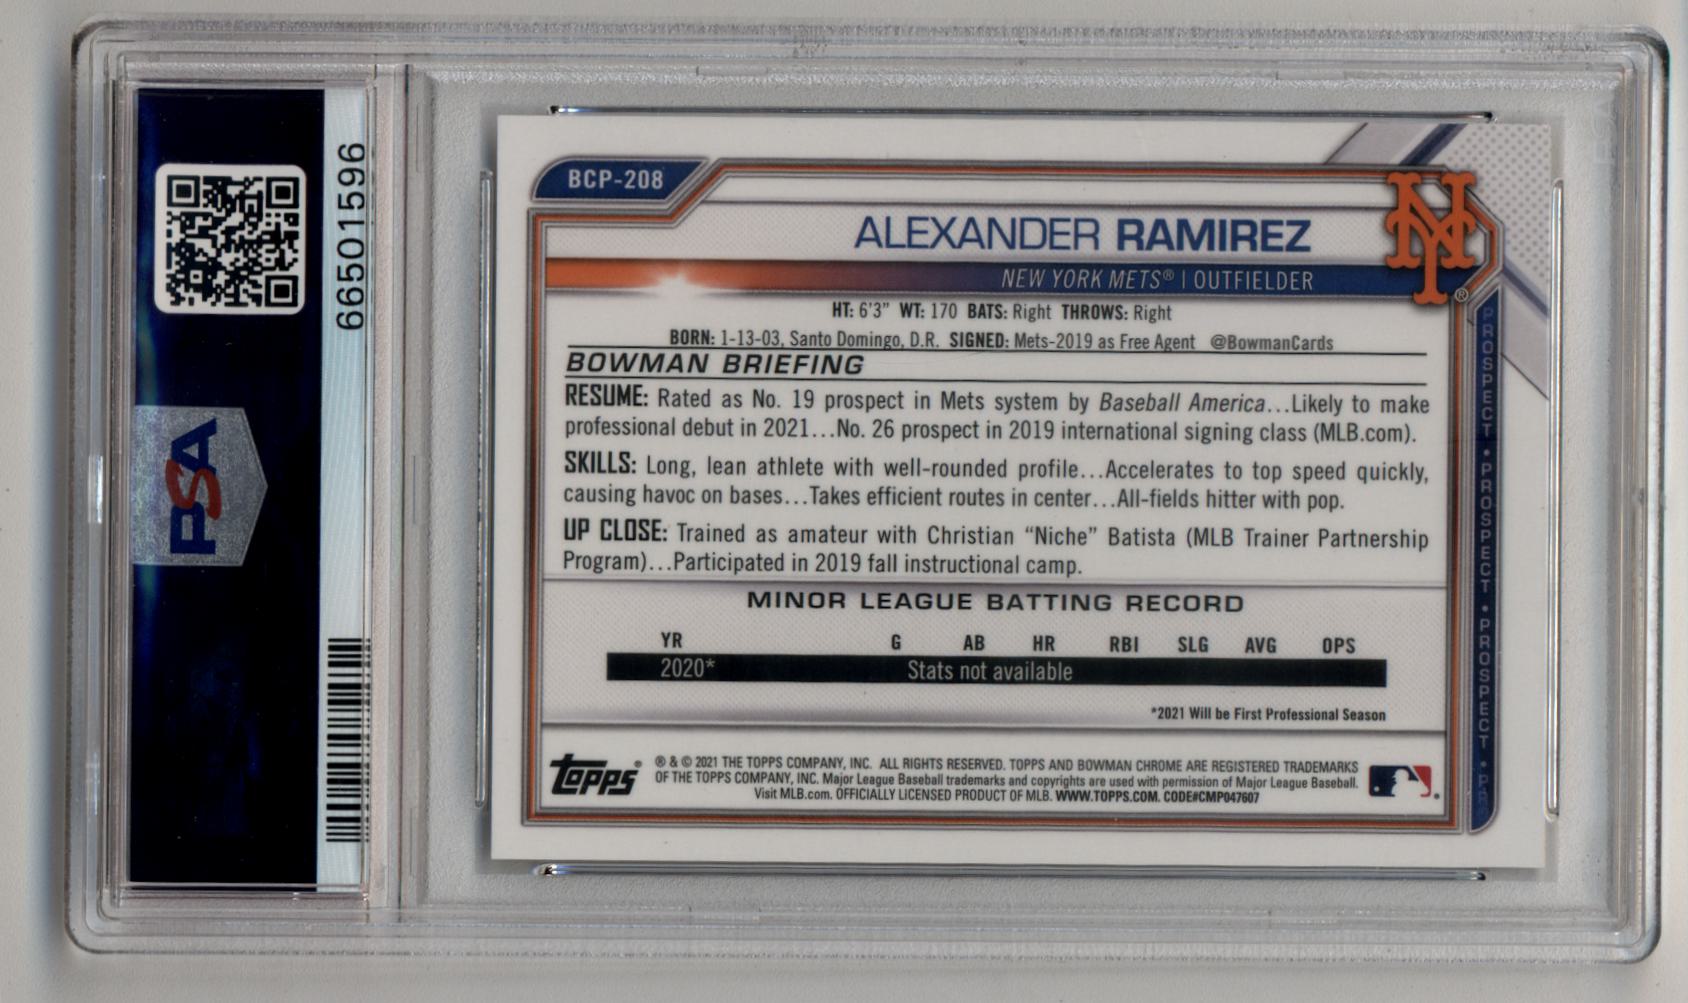 66501596
PSA
BCP-208
ALEXANDER RAMIREZ
NEW YORK METS® | OUTFIELDER
NY
®
HT: 6'3" WT: 170 BATS: Right THROWS: Right
BORN: 1-13-03, Santo Domingo, D.R. SIGNED: Mets-2019 as Free Agent @BowmanCards
BOWMAN BRIEFING
RESUME: Rated as No. 19 prospect in Mets system by Baseball America...Likely to make
professional debut in 2021...No. 26 prospect in 2019 international signing class (MLB.com).
SKILLS: Long, lean athlete with well-rounded profile...Accelerates to top speed quickly,
causing havoc on bases...Takes efficient routes in center...All-fields hitter with pop.
UP CLOSE: Trained as amateur with Christian “Niche” Batista (MLB Trainer Partnership
Program)...Participated in 2019 fall instructional camp.
MINOR LEAGUE BATTING RECORD
YR G AB HR RBI SLG AVG OPS
2020* Stats not available
*2021 Will be First Professional Season
Topps®
® & © 2021 THE TOPPS COMPANY, INC. ALL RIGHTS RESERVED. TOPPS AND BOWMAN CHROME ARE REGISTERED TRADEMARKS
OF THE TOPPS COMPANY, INC. Major League Baseball trademarks and copyrights are used with permission of Major League Baseball.
Visit MLB.com. OFFICIALLY LICENSED PRODUCT OF MLB. WWW.TOPPS.COM. CODE#CMP047607
PROSPECT • PROSPECT • PROSPECT • PR